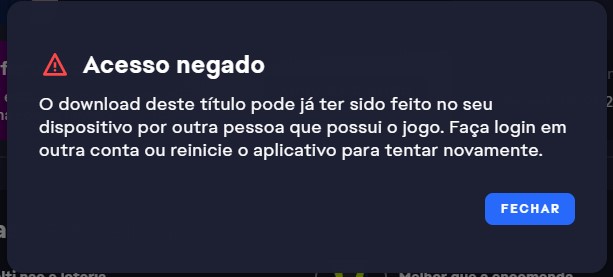 Acesso negado
O download deste título pode já ter sido feito no seu
dispositivo por outra pessoa que possui o jogo. Faça login em
outra conta ou reinicie o aplicativo para tentar novamente.
FECHAR